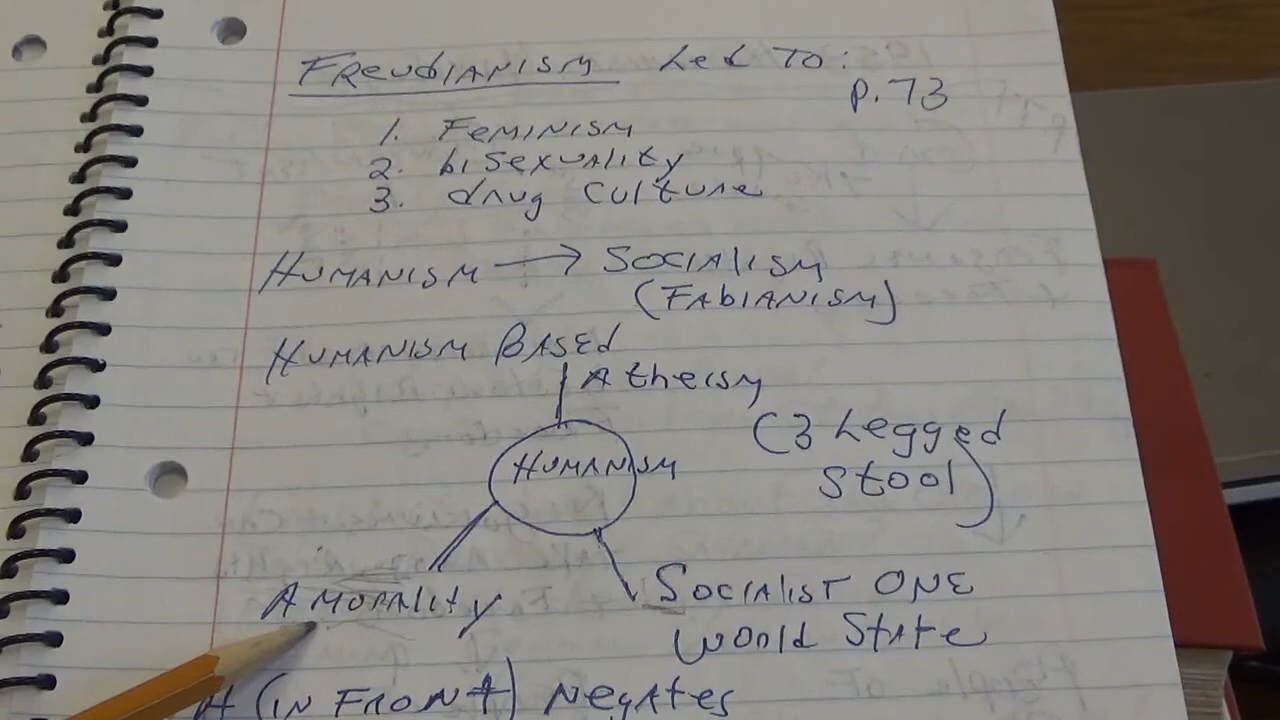 Freudianism Led To:
p. 73
1. Feminism
2. bisexuality
3. drug culture
Humanism → Socialism
(Fabianism)
Humanism Based
Atheism
(3 Legged
Stool)
Humanism
Amorality
Socialist One
World State
A (in front) Negates